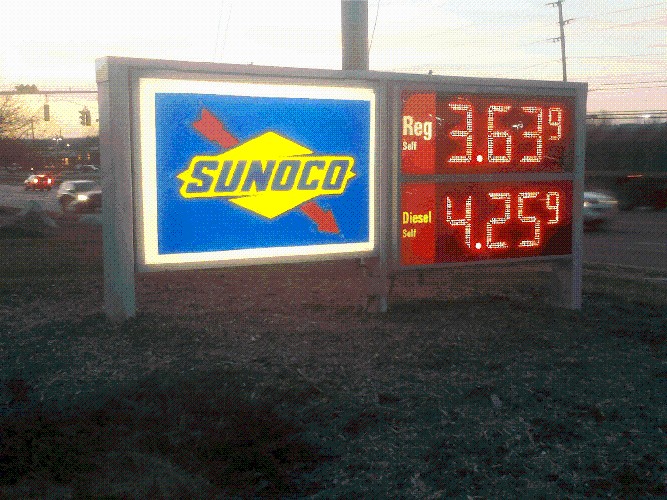 SUNOCO
Reg
Self
3.63 9
Diesel
Self
4.25 9